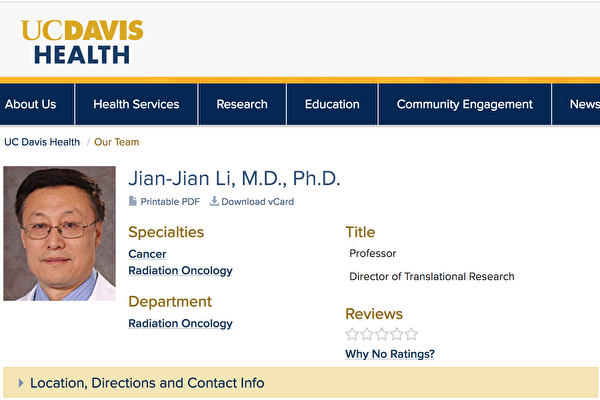 UCDAVIS
HEALTH
About Us
Health Services
Research
Education
Community Engagement
News
UC Davis Health / Our Team
Jian-Jian Li, M.D., Ph.D.
Printable PDF
Download vCard
Specialties
Cancer
Radiation Oncology
Department
Radiation Oncology
Title
Professor
Director of Translational Research
Reviews
Why No Ratings?
Location, Directions and Contact Info